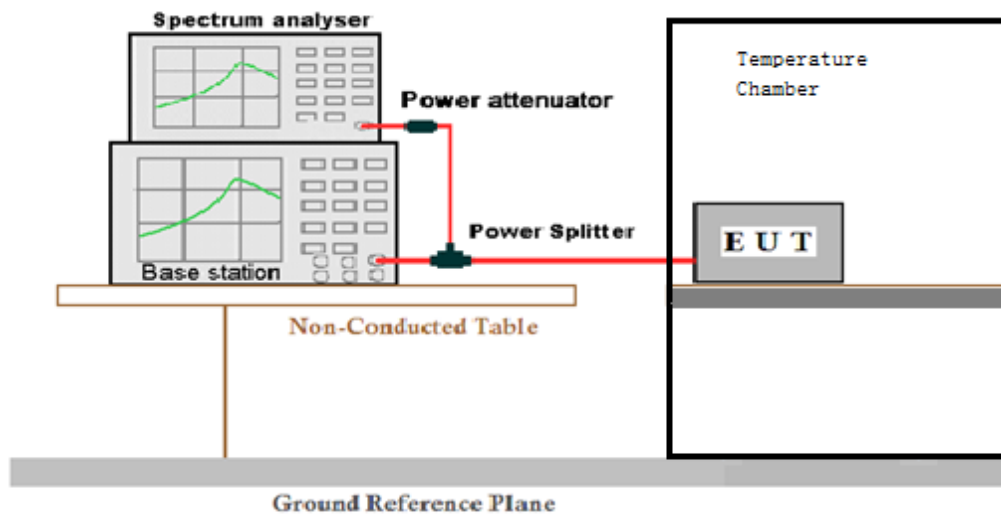 Spectrum analyser
Temperature
Chamber
Power attenuator
Power Splitter
E U T
Base station
Non-Conducted Table
Ground Reference Plane